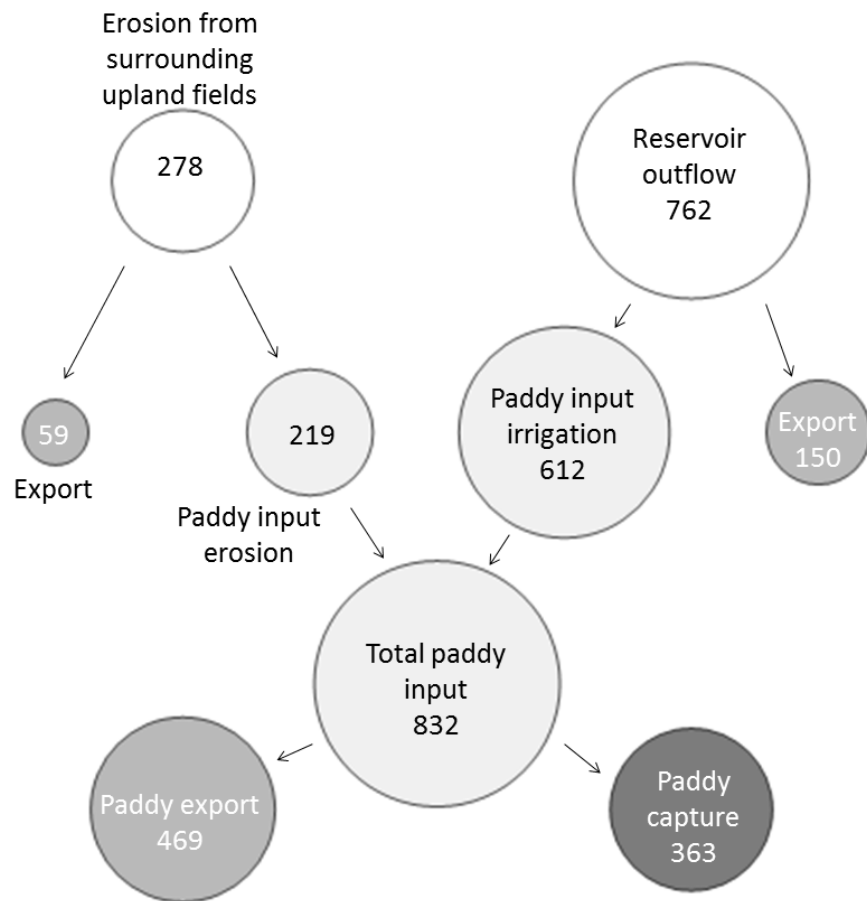 Erosion from
surrounding
upland fields
278
Reservoir
outflow
762
59
Export
219
Paddy input
erosion
Paddy input
irrigation
612
Export
150
Total paddy
input
832
Paddy export
469
Paddy
capture
363